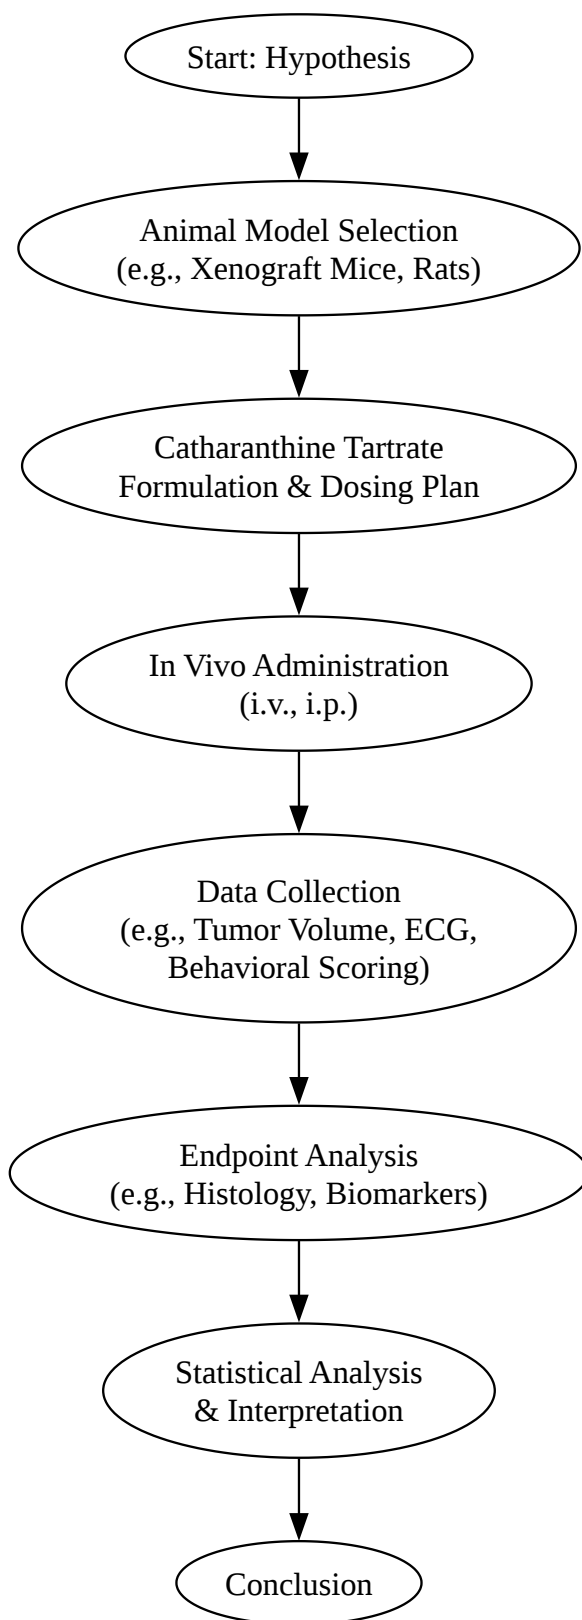 Start: Hypothesis
Animal Model Selection
(e.g., Xenograft Mice, Rats)
Catharanthine Tartrate
Formulation & Dosing Plan
In Vivo Administration
(i.v., i.p.)
Data Collection
(e.g., Tumor Volume, ECG,
Behavioral Scoring)
Endpoint Analysis
(e.g., Histology, Biomarkers)
Statistical Analysis
& Interpretation
Conclusion